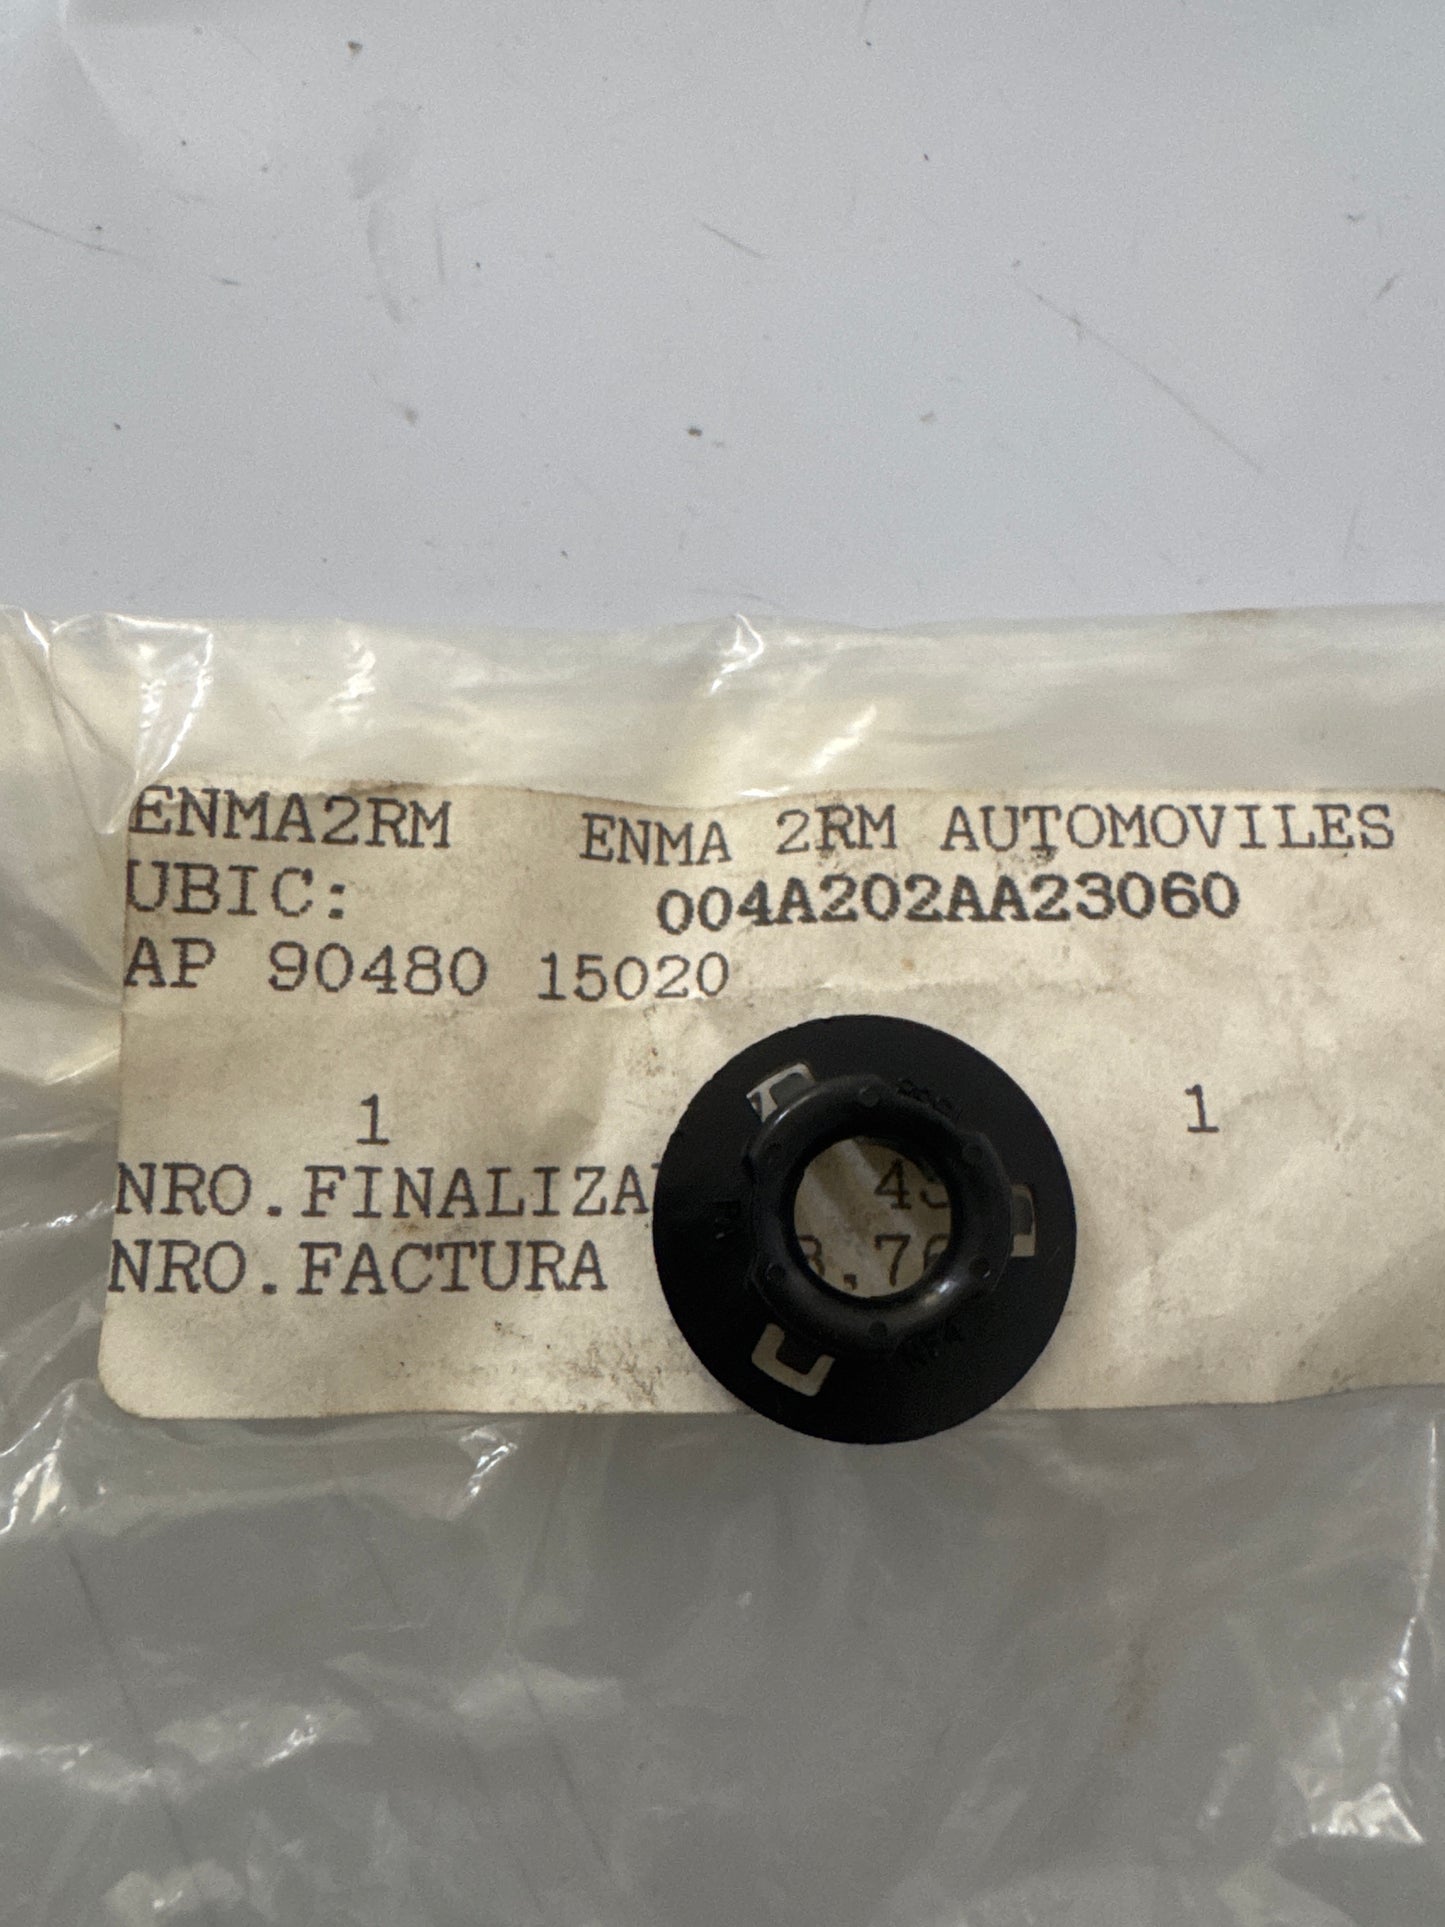 ENMA2RM ENMA 2RM AUTOMOVILES
UBIC: 004A202AA23060
AP 90480 15020
1 1
NRO.FINALIZA
NRO.FACTURA